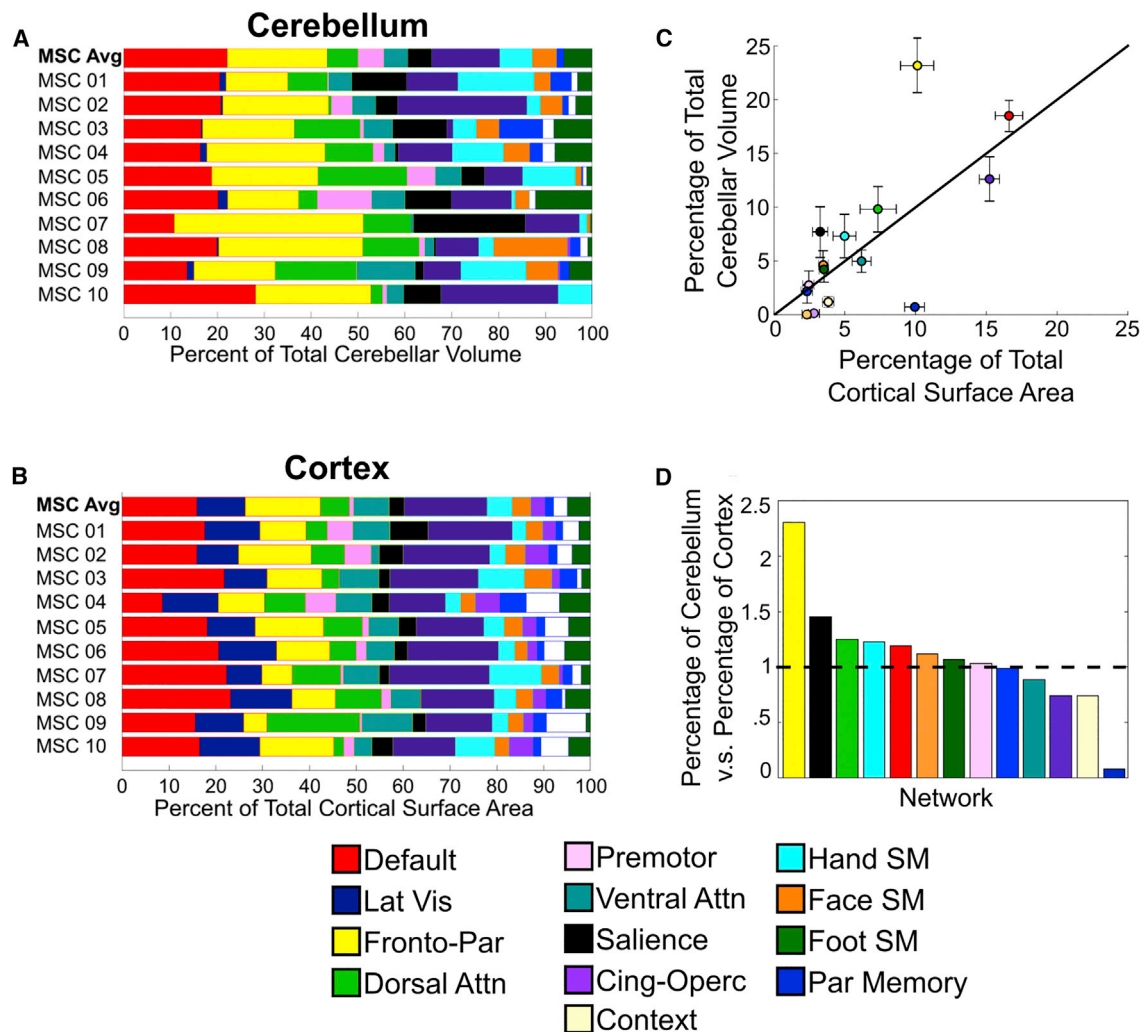 A
Cerebellum
MSC Avg
MSC 01
MSC 02
MSC 03
MSC 04
MSC 05
MSC 06
MSC 07
MSC 08
MSC 09
MSC 10
0 10 20 30 40 50 60 70 80 90 100
Percent of Total Cerebellar Volume
B
Cortex
MSC Avg
MSC 01
MSC 02
MSC 03
MSC 04
MSC 05
MSC 06
MSC 07
MSC 08
MSC 09
MSC 10
0 10 20 30 40 50 60 70 80 90 100
Percent of Total Cortical Surface Area
C
Percentage of Total
Cerebellar Volume
25
20
15
10
5
0
0 5 10 15 20 25
Percentage of Total
Cortical Surface Area
D
Percentage of Cerebellum
v.s. Percentage of Cortex
2.5
2
1.5
1
.5
0
Network
Default
Lat Vis
Fronto-Par
Dorsal Attn
Premotor
Ventral Attn
Salience
Cing-Operc
Context
Hand SM
Face SM
Foot SM
Par Memory